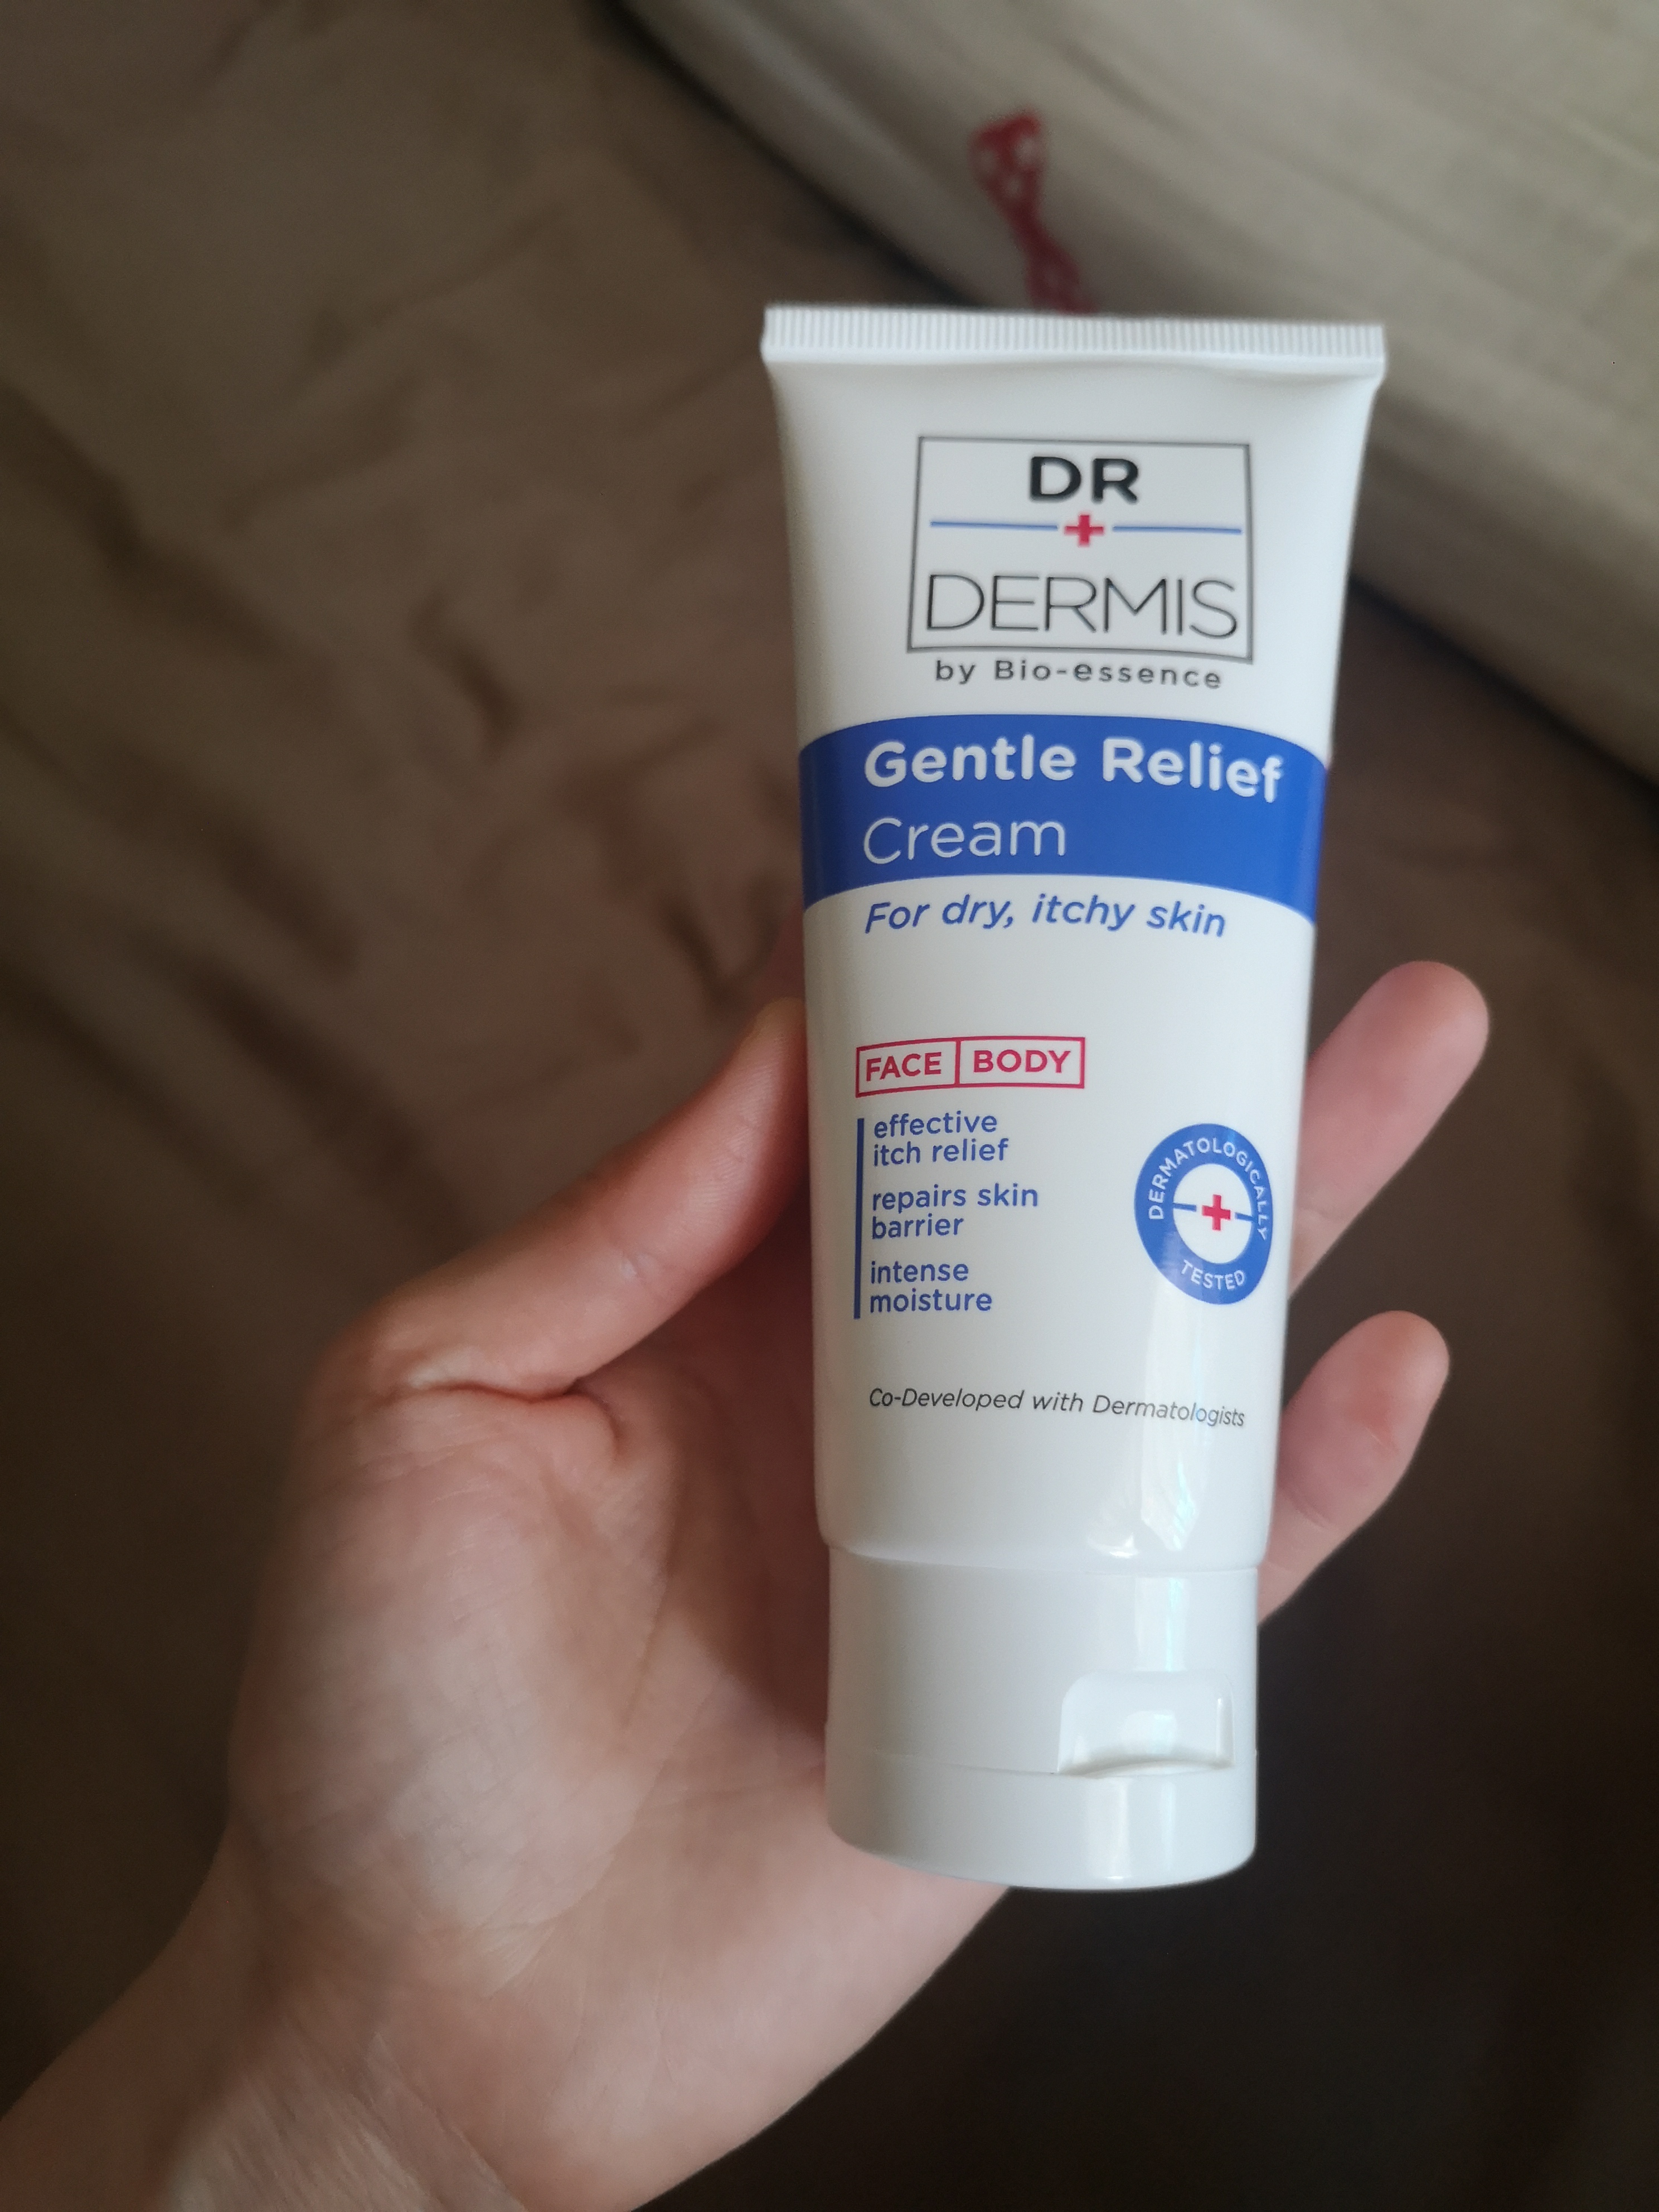 DR
DERMIS
by Bio-essence
Gentle Relief
Cream
For dry, itchy skin
FACE BODY
effective
itch relief
repairs skin
barrier
intense
moisture
DERMATOLOGICALLY
TESTED
Co-Developed with Dermatologists